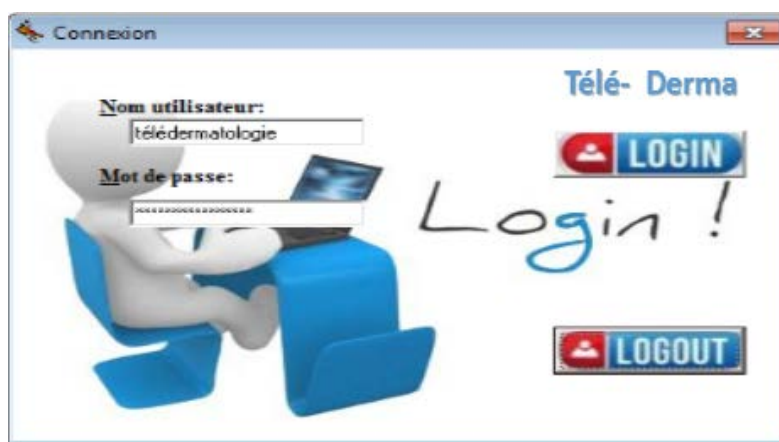 Connexion
Télé- Derma
Nom utilisateur:
télédermatologie
LOGIN
Mot de passe:
Login !
LOGOUT